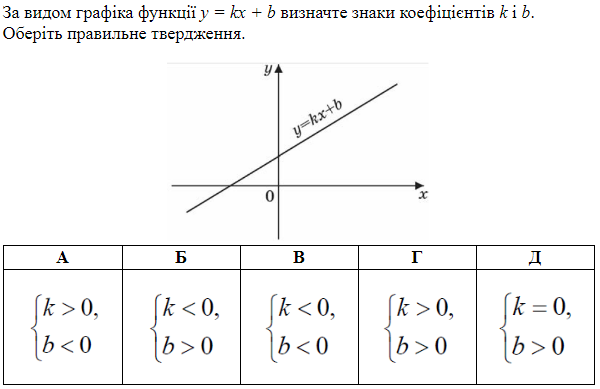 За видом графіка функції y = kx + b визначте знаки коефіцієнтів k і b.
Оберіть правильне твердження.
y
y=kx+b
0
x
А Б В Г Д
k > 0, k < 0, k < 0, k > 0, k = 0,
b < 0 b > 0 b < 0 b > 0 b > 0